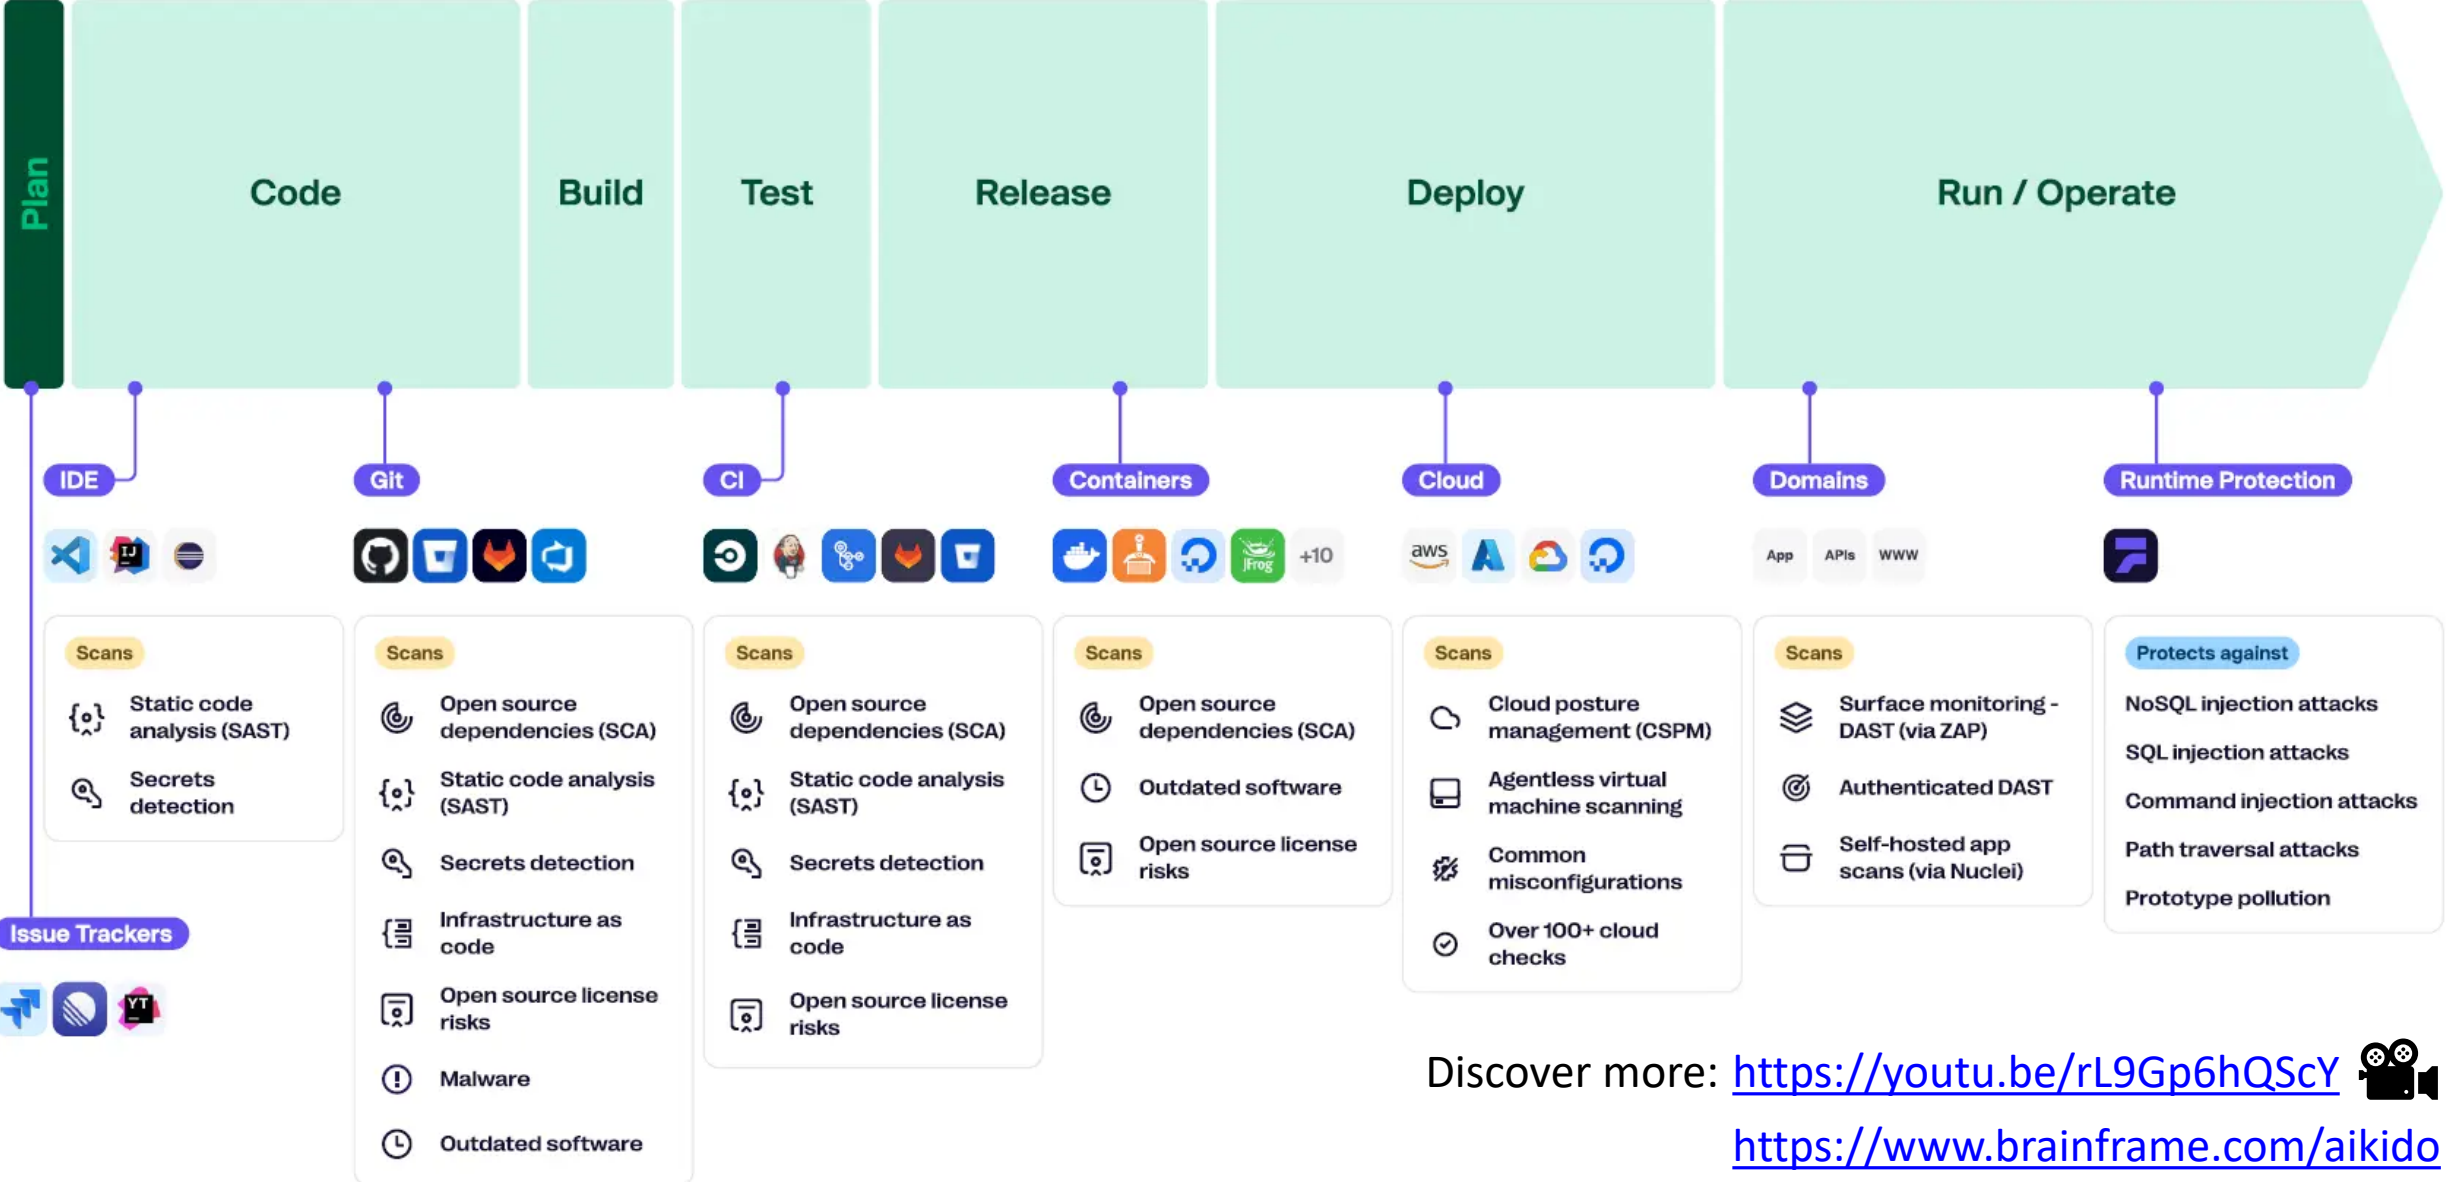 Plan
Code
Build
Test
Release
Deploy
Run / Operate
IDE
Git
CI
Containers
Cloud
Domains
Runtime Protection
IJ
JFrog
+10
aws
App
APIs
WWW
Scans
Static code
analysis (SAST)
Secrets
detection
Issue Trackers
YT
Scans
Open source
dependencies (SCA)
Static code analysis
(SAST)
Secrets detection
Infrastructure as
code
Open source license
risks
Malware
Outdated software
Scans
Open source
dependencies (SCA)
Static code analysis
(SAST)
Secrets detection
Infrastructure as
code
Open source license
risks
Scans
Open source
dependencies (SCA)
Outdated software
Open source license
risks
Scans
Cloud posture
management (CSPM)
Agentless virtual
machine scanning
Common
misconfigurations
Over 100+ cloud
checks
Scans
Surface monitoring -
DAST (via ZAP)
Authenticated DAST
Self-hosted app
scans (via Nuclei)
Protects against
NoSQL injection attacks
SQL injection attacks
Command injection attacks
Path traversal attacks
Prototype pollution
Discover more: https://youtu.be/rL9Gp6hQScY
https://www.brainframe.com/aikido